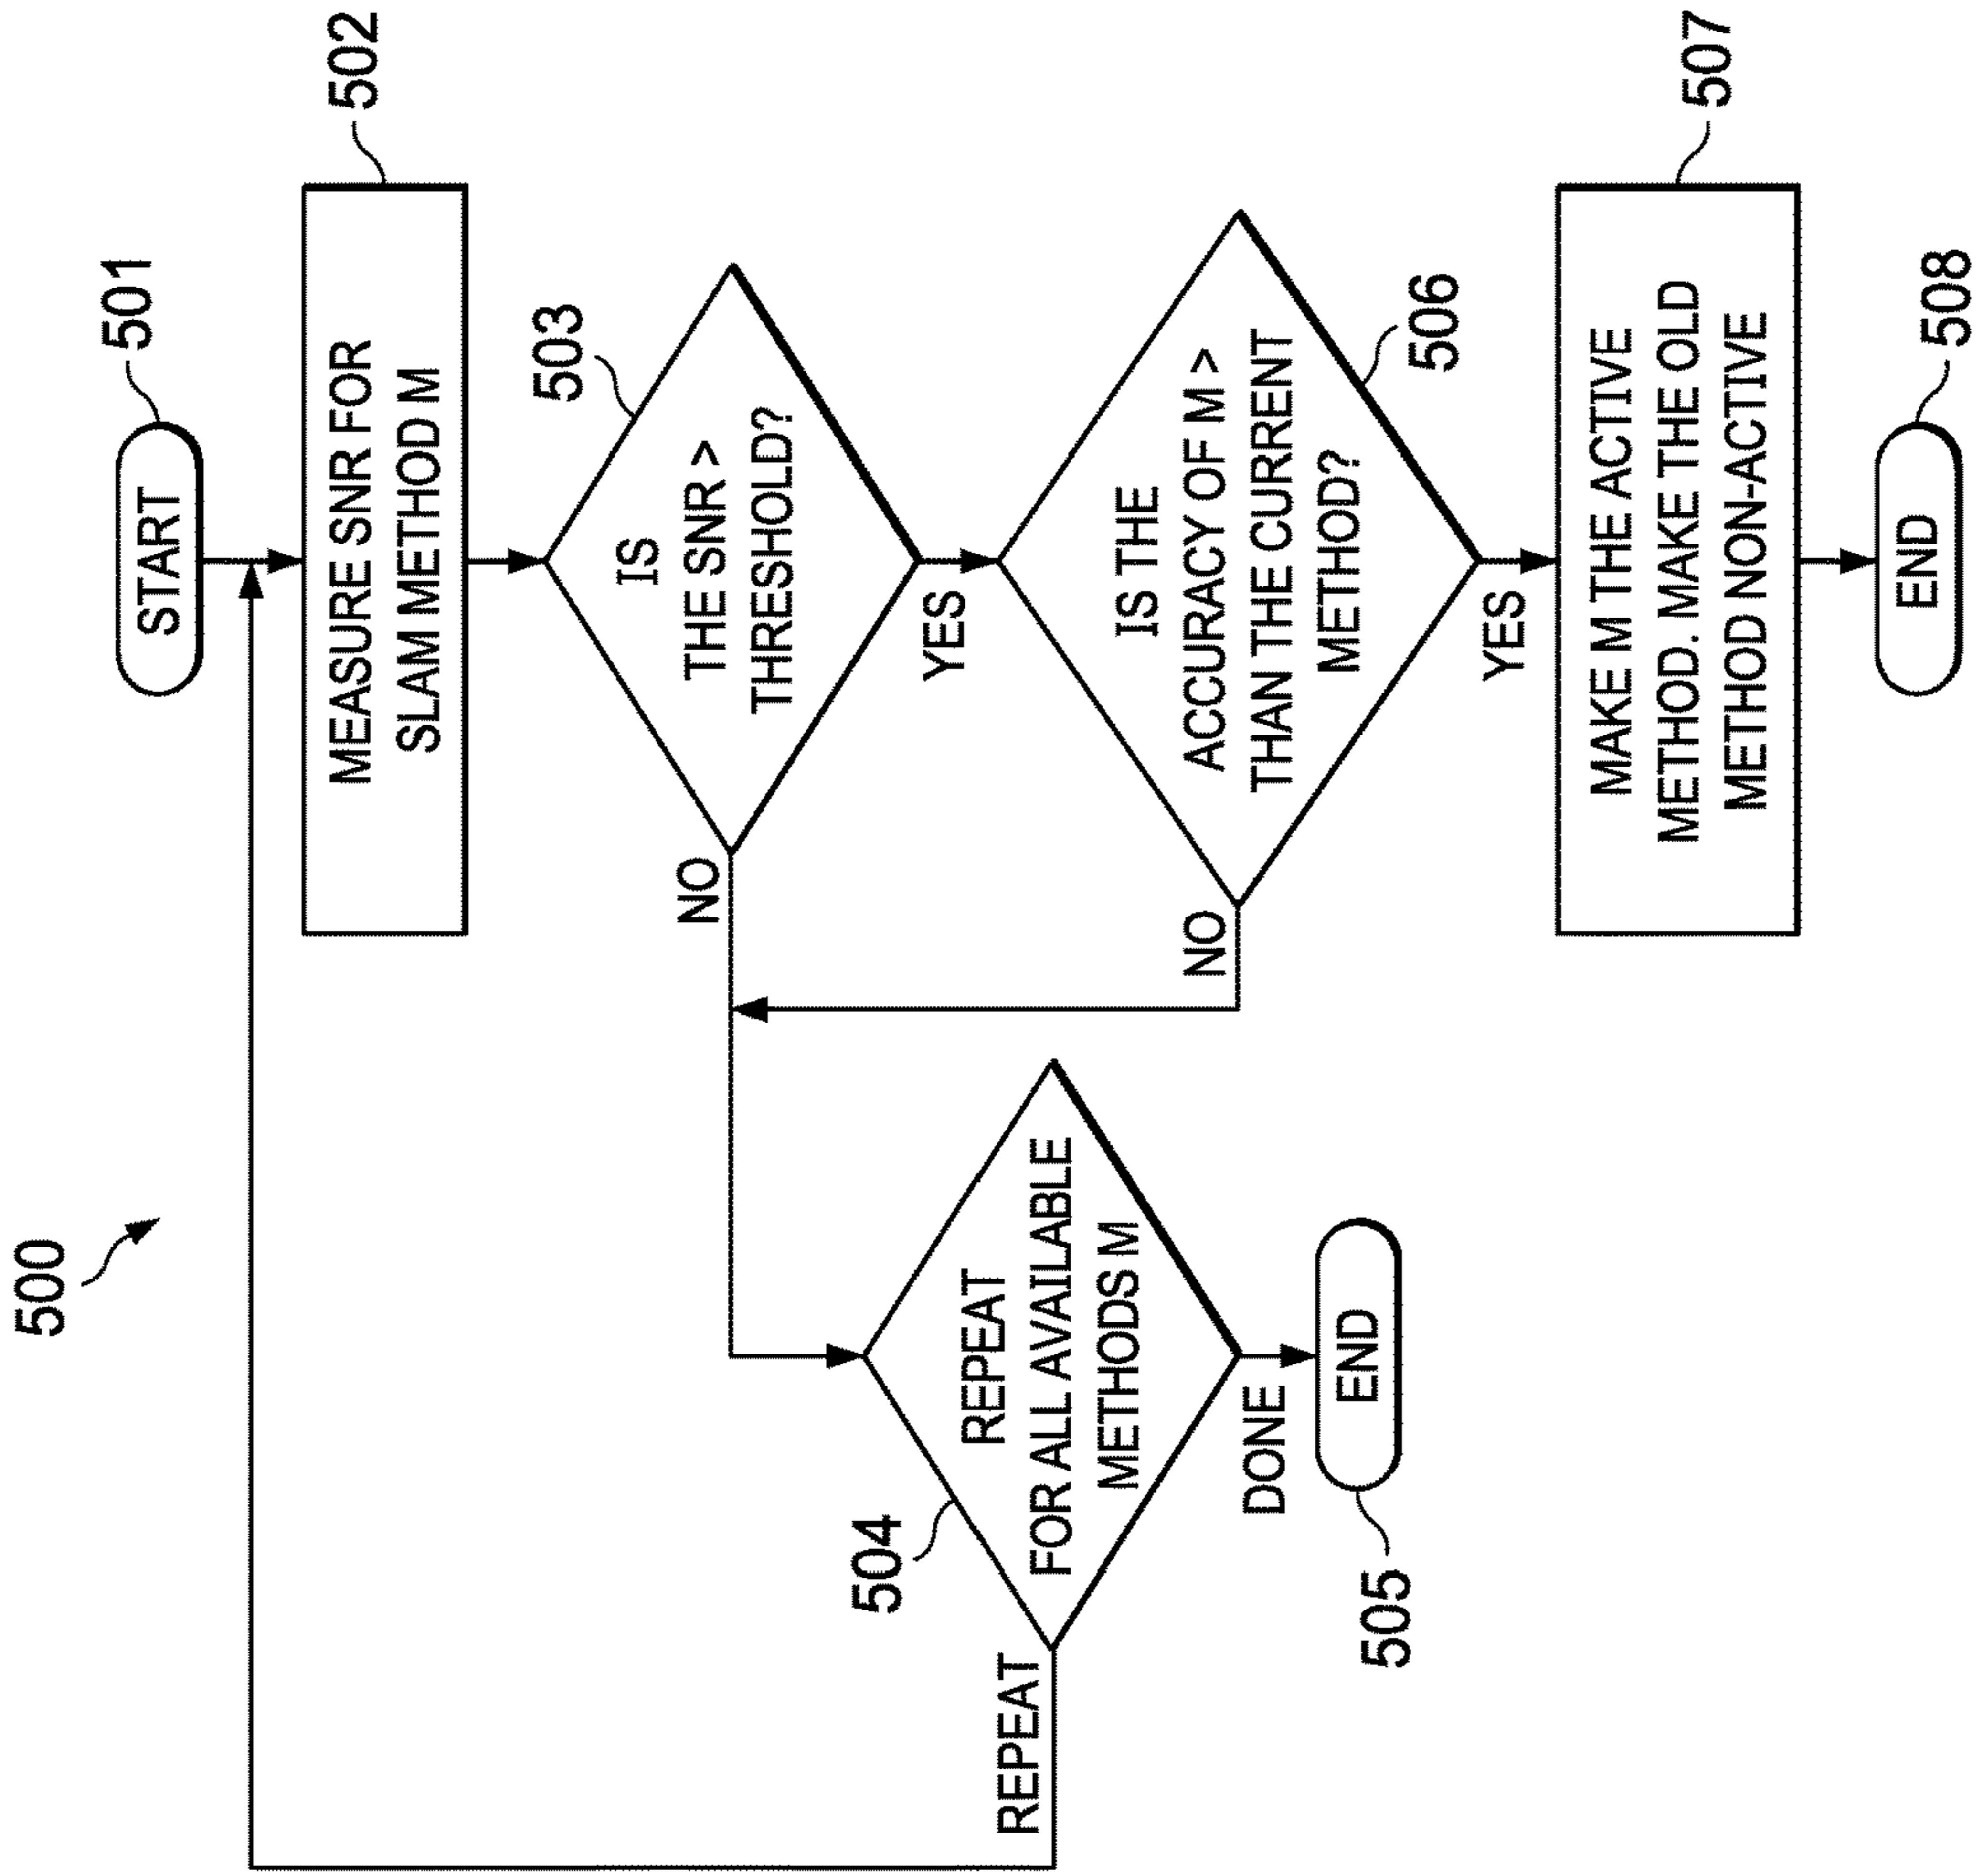 500
START
501
MEASURE SNR FOR
SLAM METHOD M
502
IS
THE SNR >
THRESHOLD?
503
NO
YES
IS THE
ACCURACY OF M >
THAN THE CURRENT
METHOD?
506
NO
YES
REPEAT
FOR ALL AVAILABLE
METHODS M
504
REPEAT
DONE
END
505
MAKE M THE ACTIVE
METHOD. MAKE THE OLD
METHOD NON-ACTIVE
507
END
508